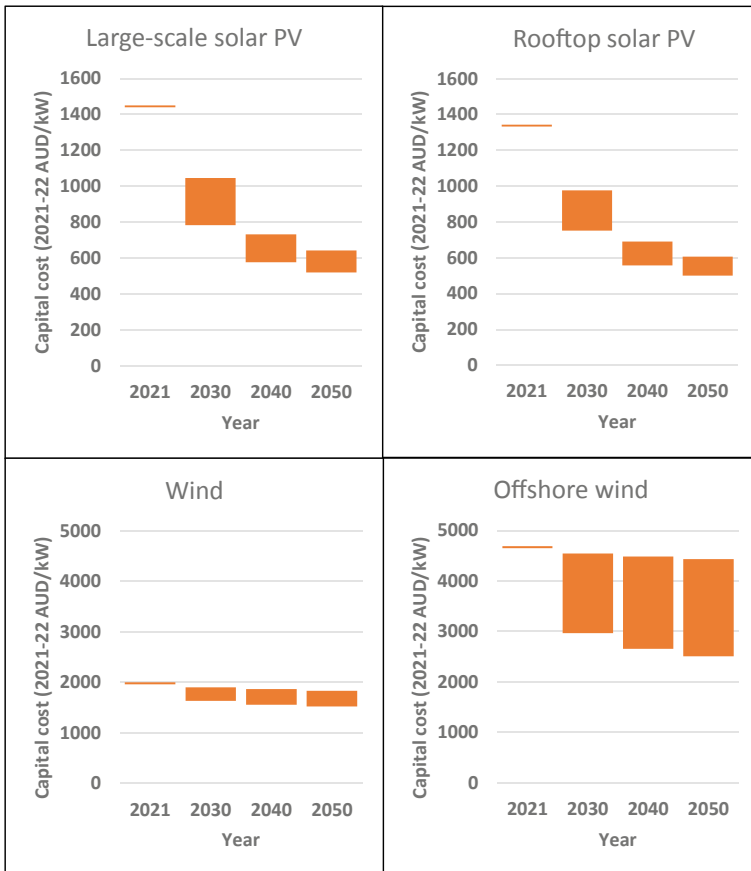 Large-scale solar PV
Capital cost (2021-22 AUD/kW)
1600
1400
1200
1000
800
600
400
200
0
2021 2030 2040 2050
Year
Rooftop solar PV
Capital cost (2021-22 AUD/kW)
1600
1400
1200
1000
800
600
400
200
0
2021 2030 2040 2050
Year
Wind
Capital cost (2021-22 AUD/kW)
5000
4000
3000
2000
1000
0
2021 2030 2040 2050
Year
Offshore wind
Capital cost (2021-22 AUD/kW)
5000
4000
3000
2000
1000
0
2021 2030 2040 2050
Year